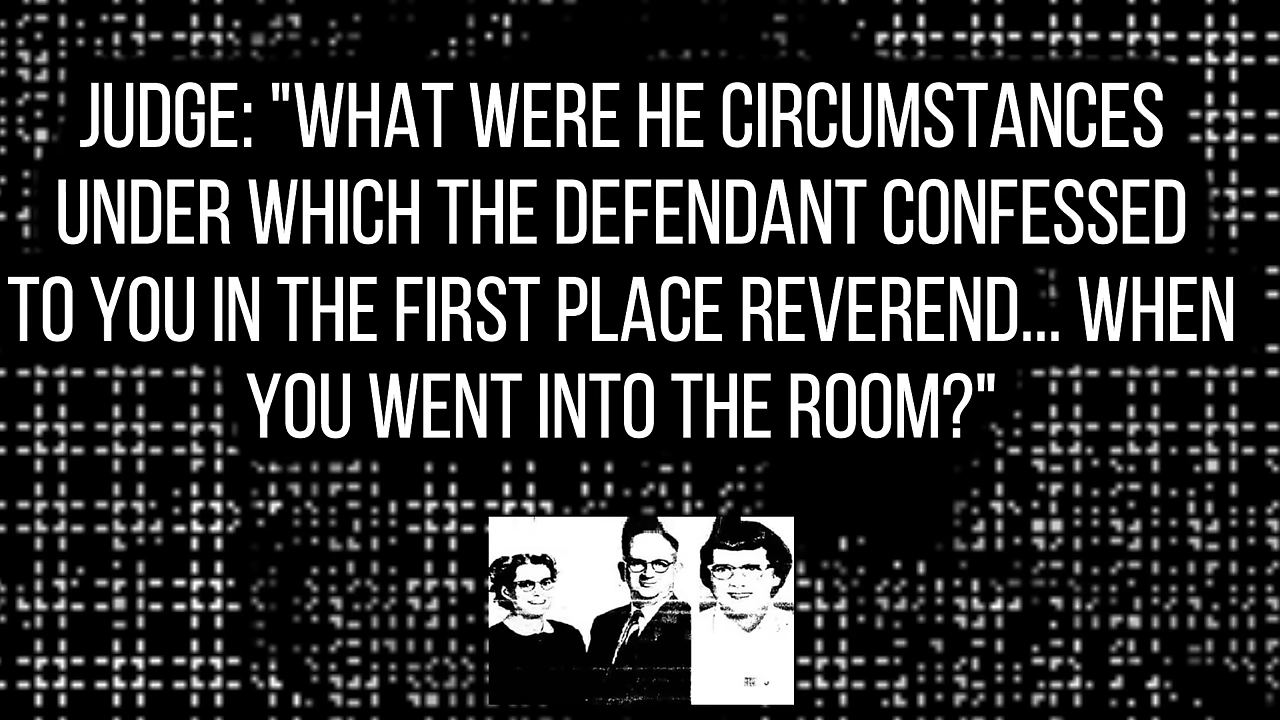 JUDGE: "WHAT WERE HE CIRCUMSTANCES
UNDER WHICH THE DEFENDANT CONFESSED
TO YOU IN THE FIRST PLACE REVEREND... WHEN
YOU WENT INTO THE ROOM?"